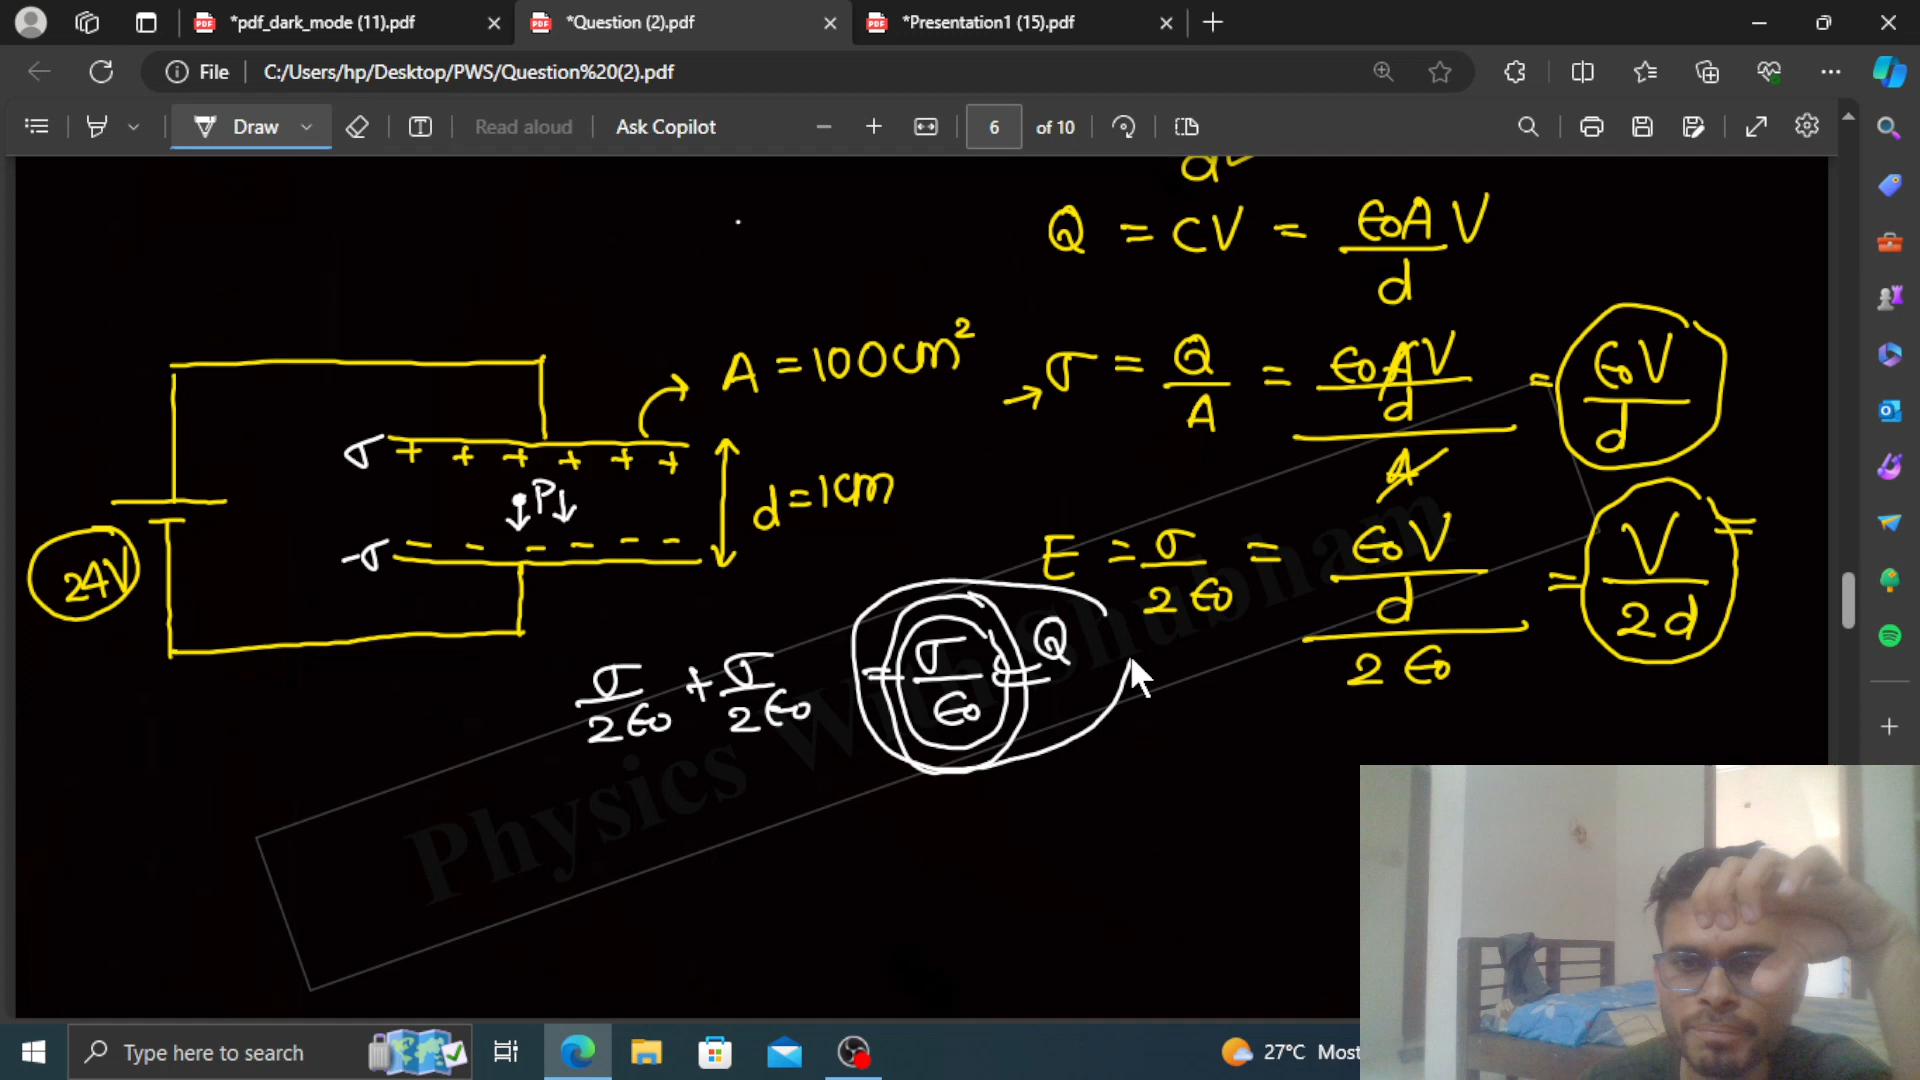 *pdf_dark_mode (11).pdf
*Question (2).pdf
*Presentation1 (15).pdf
File
C:/Users/hp/Desktop/PWS/Question%20(2).pdf
Draw
Read aloud
Ask Copilot
6
of 10
Q = CV = ε0AV / d
A = 100cm²
→ σ = Q / A = (ε0AV / d) / A = ε0V / d
σ + + + + + +
P
d = 1cm
-σ - - - - - -
24V
E = σ / 2ε0 = (ε0V / d) / 2ε0 = V / 2d =
σ / 2ε0 + σ / 2ε0 = σ / ε0 = Q
Physics With Shubham
Type here to search
27°C